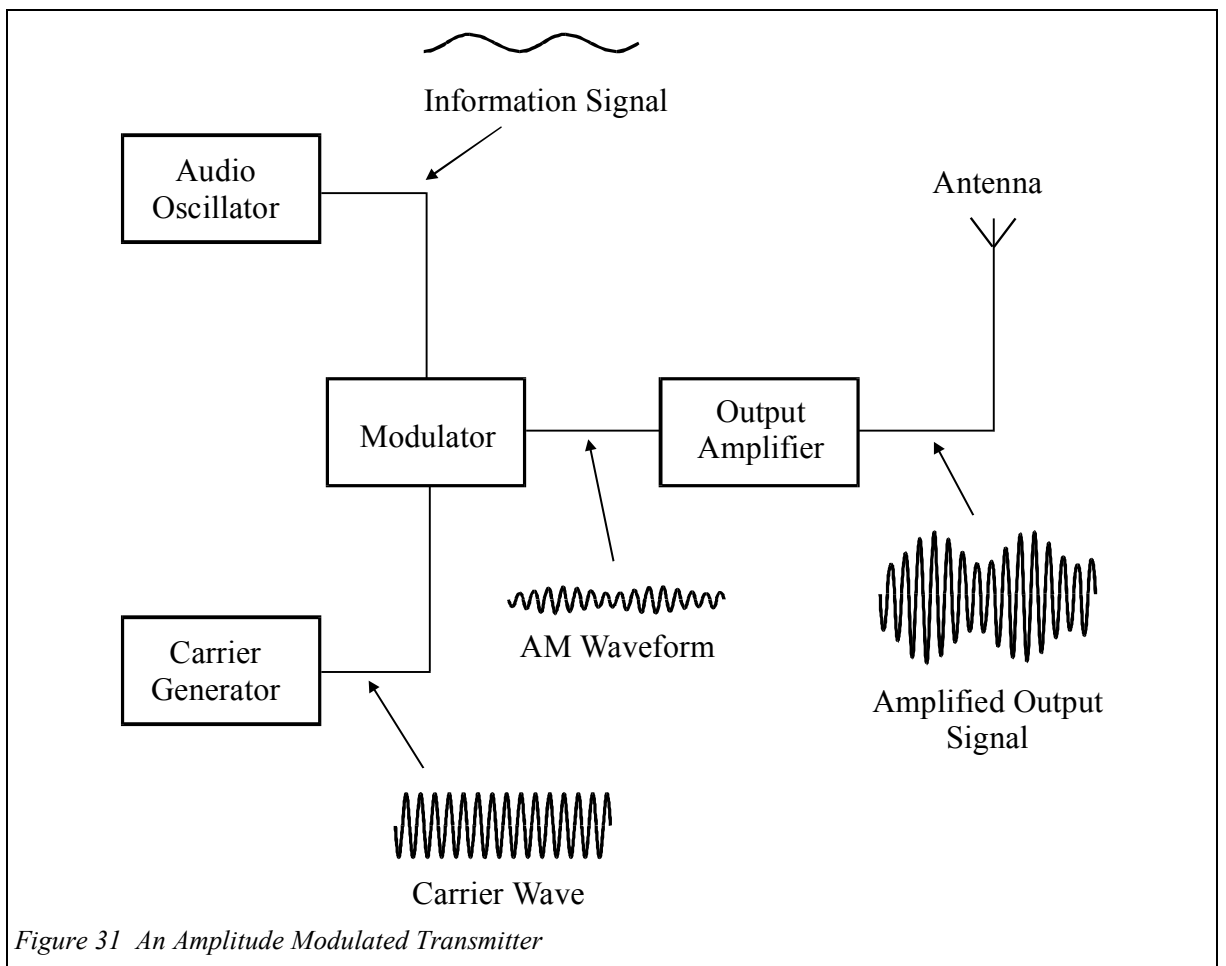 Information Signal
Audio
Oscillator
Antenna
Modulator
Output
Amplifier
AM Waveform
Carrier
Generator
Amplified Output
Signal
Carrier Wave
Figure 31 An Amplitude Modulated Transmitter